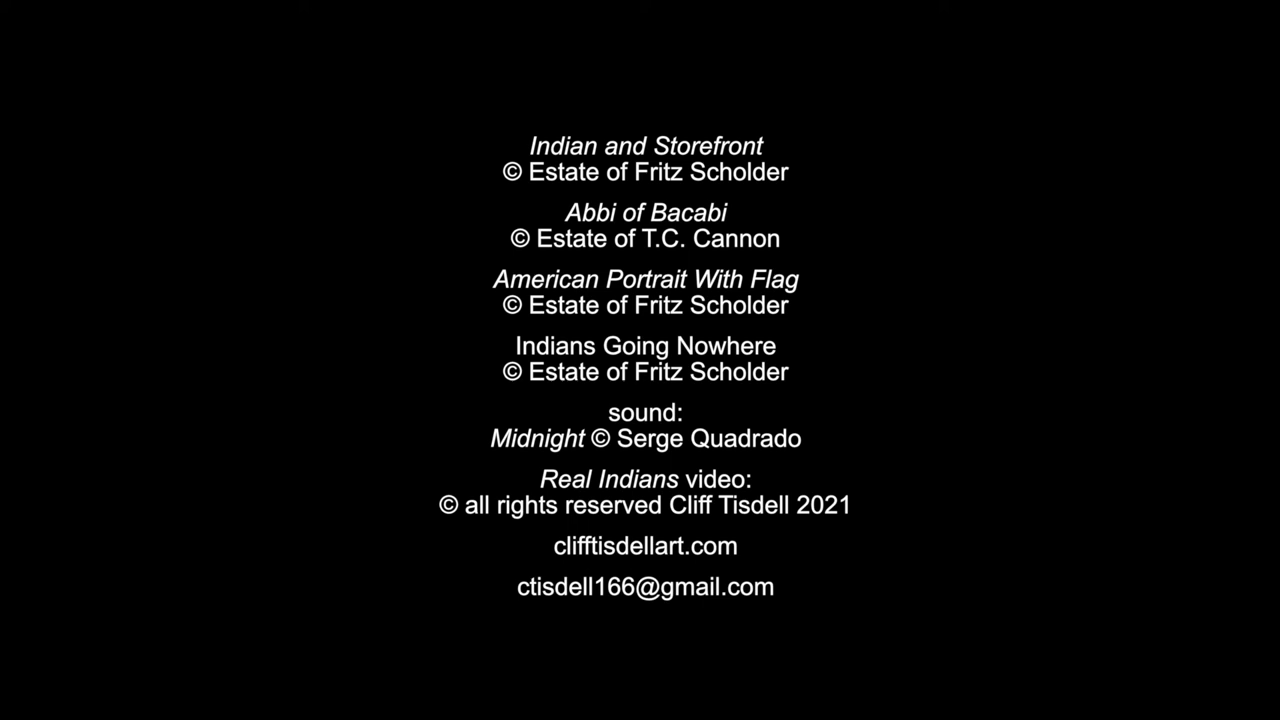 Indian and Storefront
© Estate of Fritz Scholder
Abbi of Bacabi
© Estate of T.C. Cannon
American Portrait With Flag
© Estate of Fritz Scholder
Indians Going Nowhere
© Estate of Fritz Scholder
sound:
Midnight © Serge Quadrado
Real Indians video:
© all rights reserved Cliff Tisdell 2021
clifftisdellart.com
ctisdell166@gmail.com